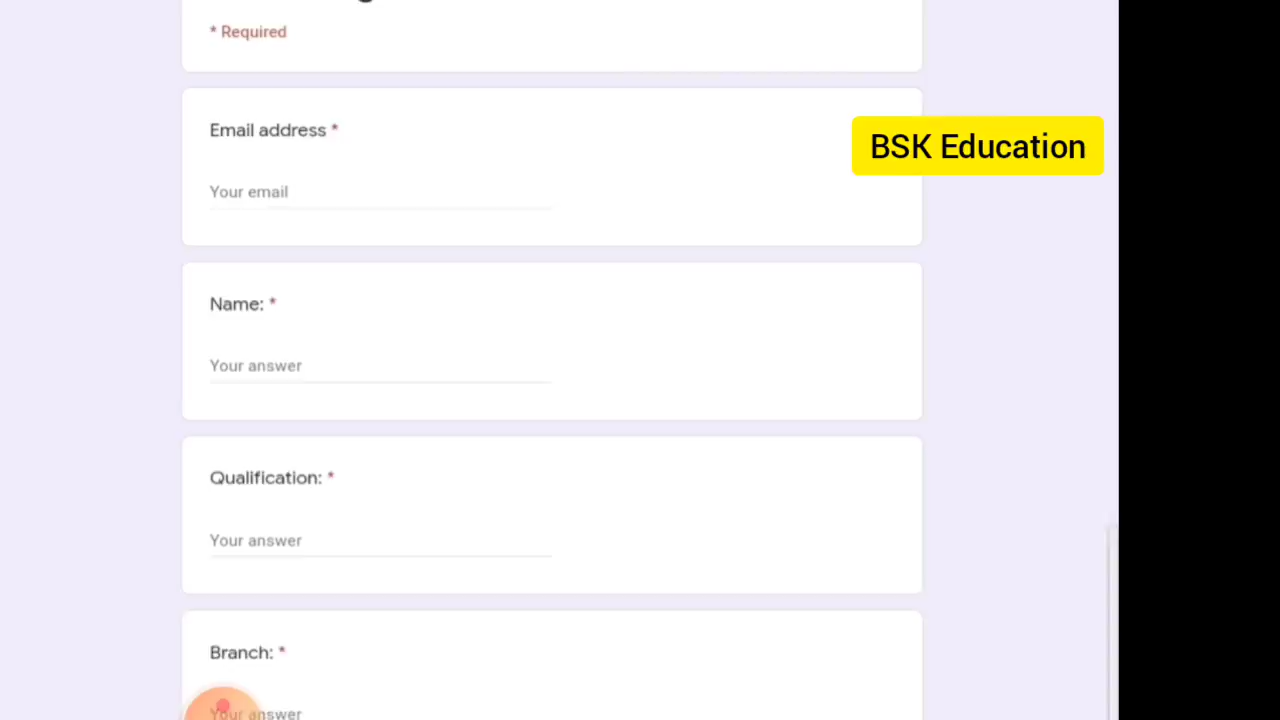 * Required
Email address *
BSK Education
Your email
Name: *
Your answer
Qualification: *
Your answer
Branch: *
Your answer